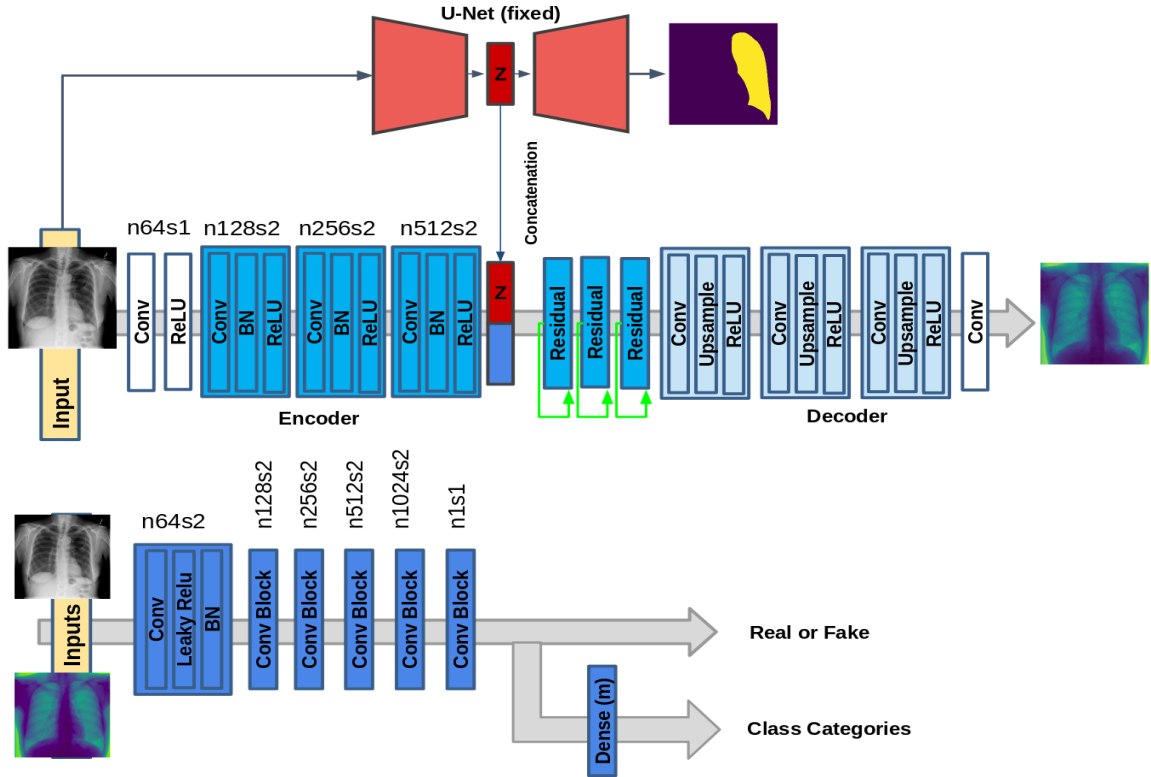 U-Net (fixed)
Z
Concatenation
n64s1
n128s2
n256s2
n512s2
Input
Conv
ReLU
Conv
BN
ReLU
Conv
BN
ReLU
Conv
BN
ReLU
Z
Residual
Residual
Residual
Conv
Upsample
ReLU
Conv
Upsample
ReLU
Conv
Upsample
ReLU
Conv
Encoder
Decoder
n64s2
n128s2
n256s2
n512s2
n1024s2
n1s1
Inputs
Conv
Leaky Relu
BN
Conv Block
Conv Block
Conv Block
Conv Block
Conv Block
Real or Fake
Dense (m)
Class Categories